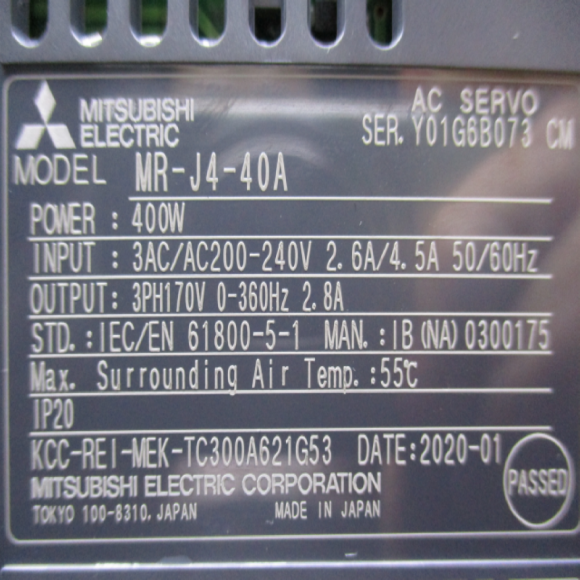 MITSUBISHI
ELECTRIC
AC SERVO
SER. Y01G6B073 CM
MODEL MR-J4-40A
POWER : 400W
INPUT : 3AC/AC200-240V 2.6A/4.5A 50/60Hz
OUTPUT: 3PH170V 0-360Hz 2.8A
STD.:IEC/EN 61800-5-1 MAN.:IB(NA)0300175
Max. Surrounding Air Temp.:55℃
IP20
KCC-REI-MEK-TC300A621G53 DATE:2020-01
MITSUBISHI ELECTRIC CORPORATION
TOKYO 100-8310, JAPAN MADE IN JAPAN
PASSED